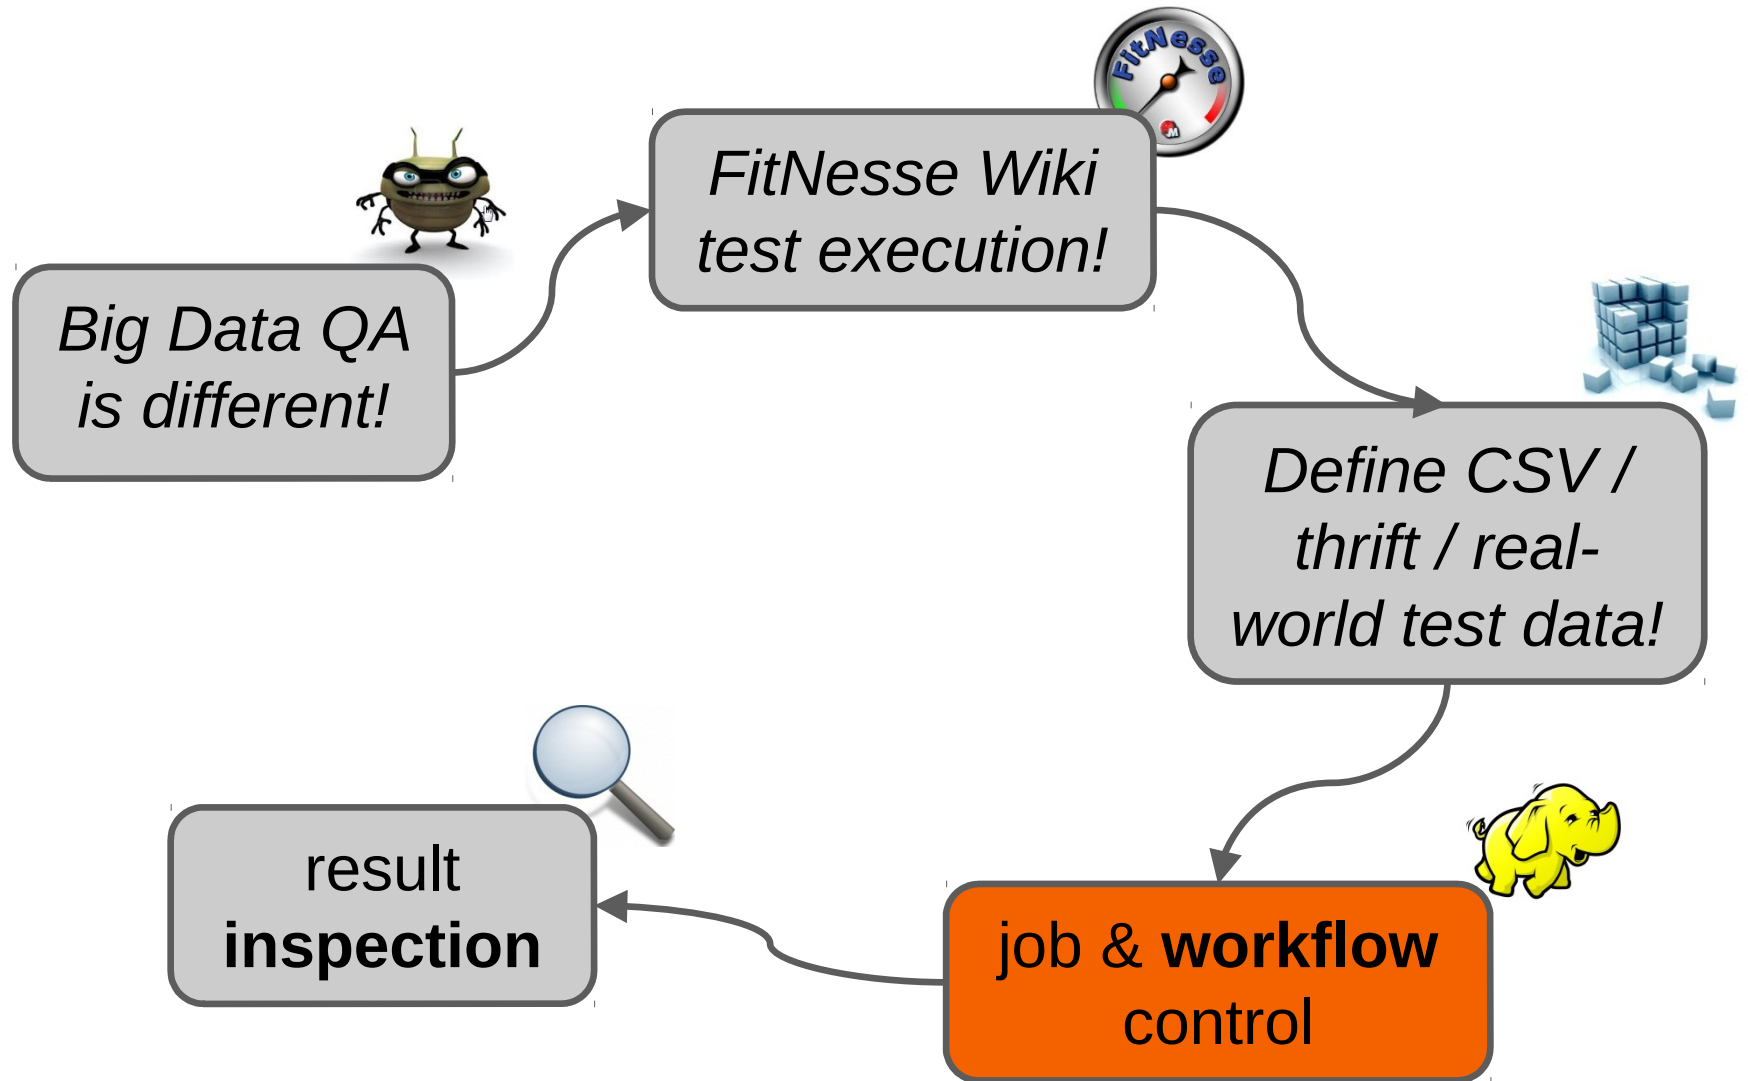 FitNesse
FitNesse Wiki
test execution!
Big Data QA
is different!
Define CSV /
thrift / real-
world test data!
result
inspection
job & workflow
control